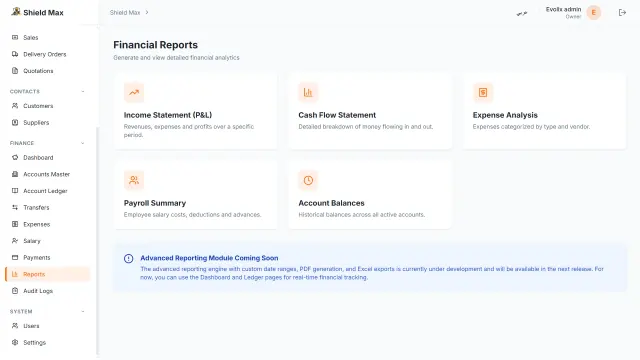 Shield Max
Shield Max
عربي
Evolix admin
Owner
E
Sales
Delivery Orders
Quotations
CONTACTS
Customers
Suppliers
FINANCE
Dashboard
Accounts Master
Account Ledger
Transfers
Expenses
Salary
Payments
Reports
Audit Logs
SYSTEM
Users
Settings
Financial Reports
Generate and view detailed financial analytics
Income Statement (P&L)
Revenues, expenses and profits over a specific
period.
Cash Flow Statement
Detailed breakdown of money flowing in and out.
Expense Analysis
Expenses categorized by type and vendor.
Payroll Summary
Employee salary costs, deductions and advances.
Account Balances
Historical balances across all active accounts.
Advanced Reporting Module Coming Soon
The advanced reporting engine with custom date ranges, PDF generation, and Excel exports is currently under development and will be available in the next release. For
now, you can use the Dashboard and Ledger pages for real-time financial tracking.